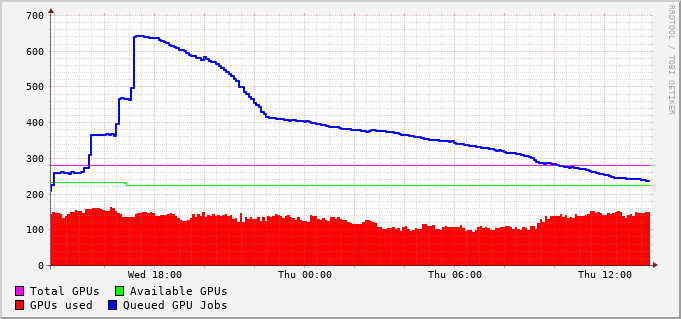 700
600
500
400
300
200
100
0
Wed 18:00 Thu 00:00 Thu 06:00 Thu 12:00
Total GPUs Available GPUs
GPUs used Queued GPU Jobs
RRDTOOL / TOBI OETIKER